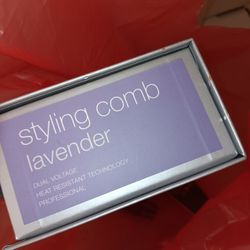 styling comb
lavender
DUAL VOLTAGE
HEAT RESISTANT TECHNOLOGY
PROFESSIONAL